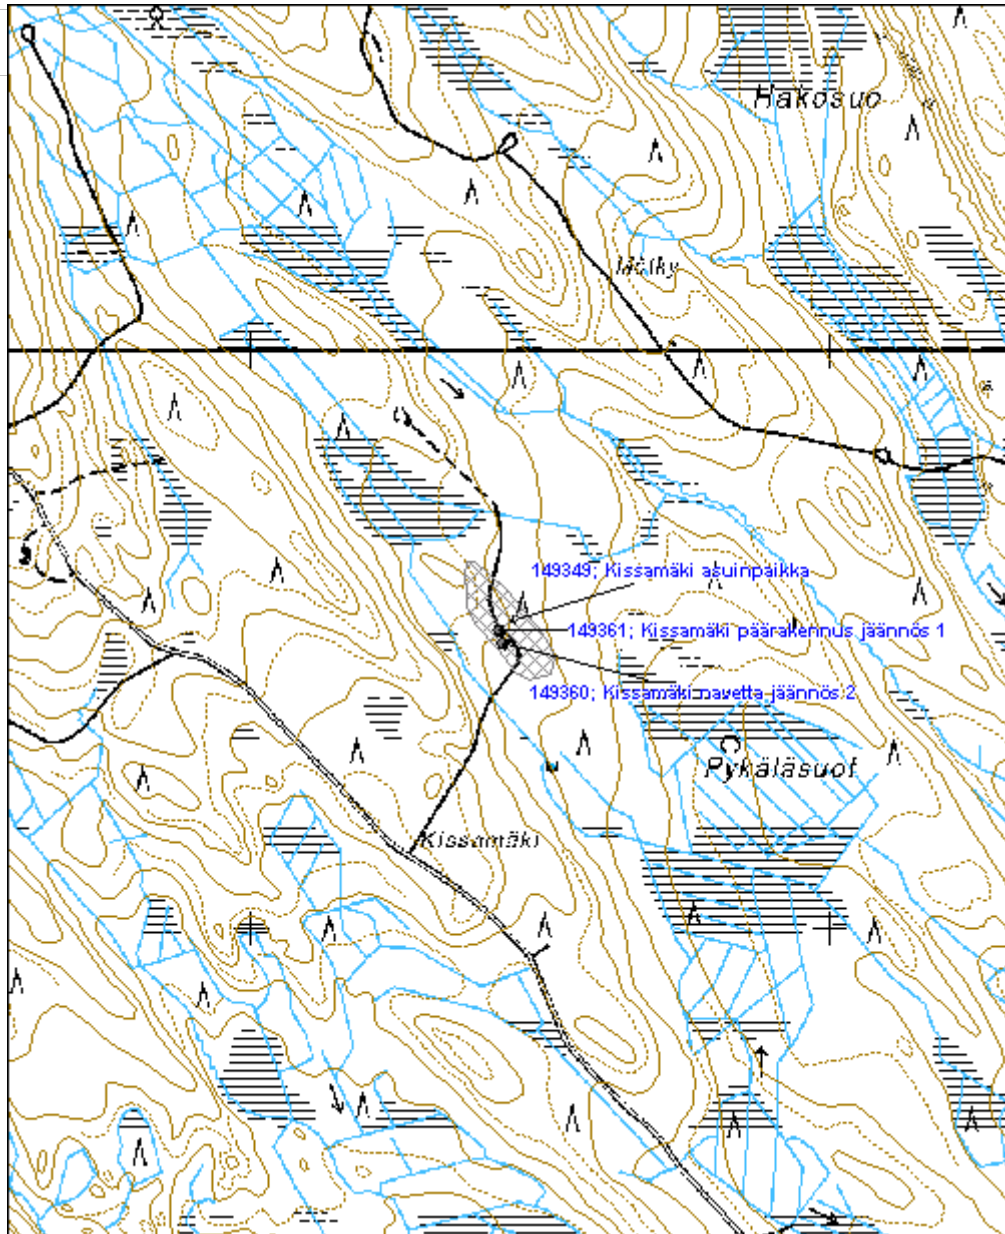 Hakosuo
Mölky
149349; Kissamäki asuinpaikka
149361; Kissamäki päärakennus jäännös 1
149360; Kissamäki navetta jäännös 2
Pykäläsuot
Kissamäki